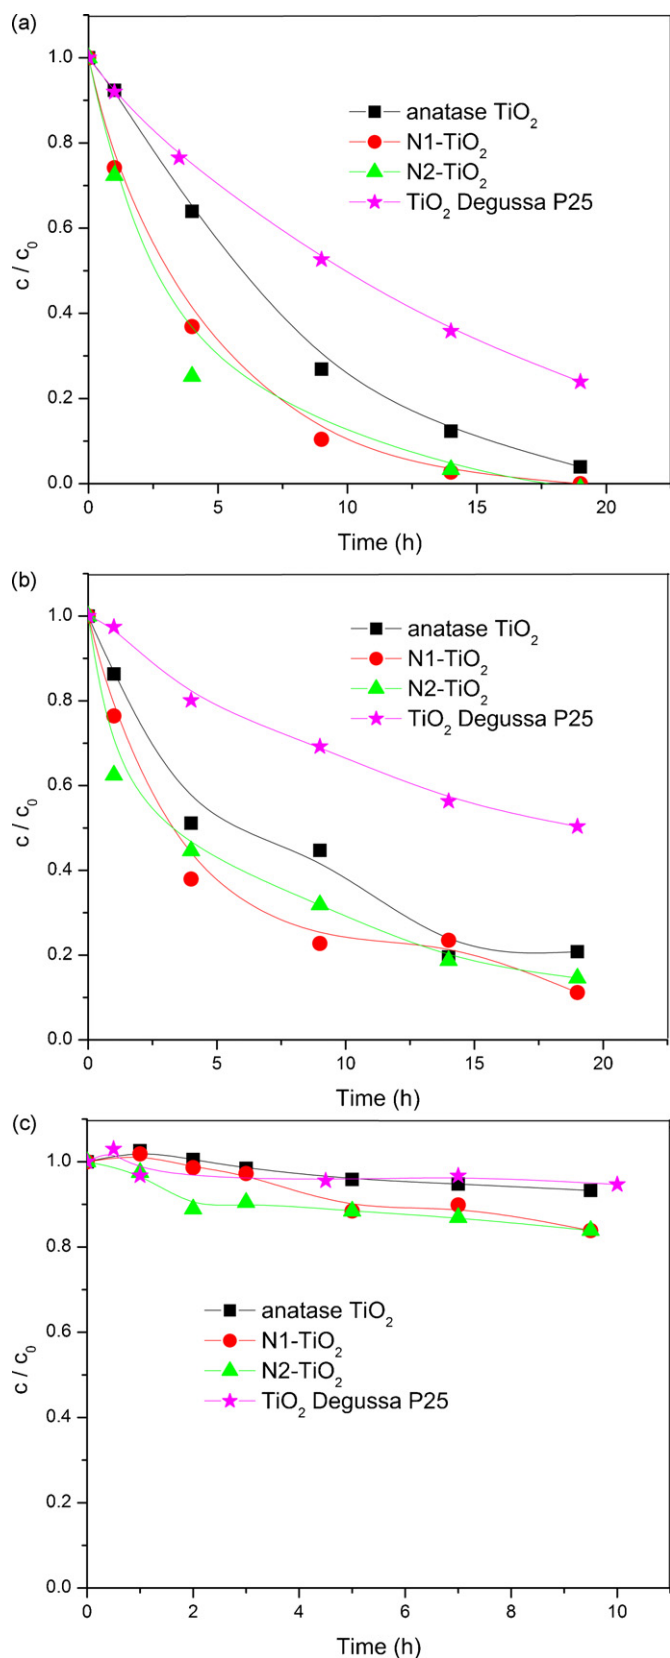 (a)
1.0
0.8
0.6
0.4
0.2
0.0
c / c₀
anatase TiO₂
N1-TiO₂
N2-TiO₂
TiO₂ Degussa P25
0 5 10 15 20
Time (h)
(b)
1.0
0.8
0.6
0.4
0.2
0.0
c / c₀
anatase TiO₂
N1-TiO₂
N2-TiO₂
TiO₂ Degussa P25
0 5 10 15 20
Time (h)
(c)
1.0
0.8
0.6
0.4
0.2
0.0
c / c₀
anatase TiO₂
N1-TiO₂
N2-TiO₂
TiO₂ Degussa P25
0 2 4 6 8 10
Time (h)